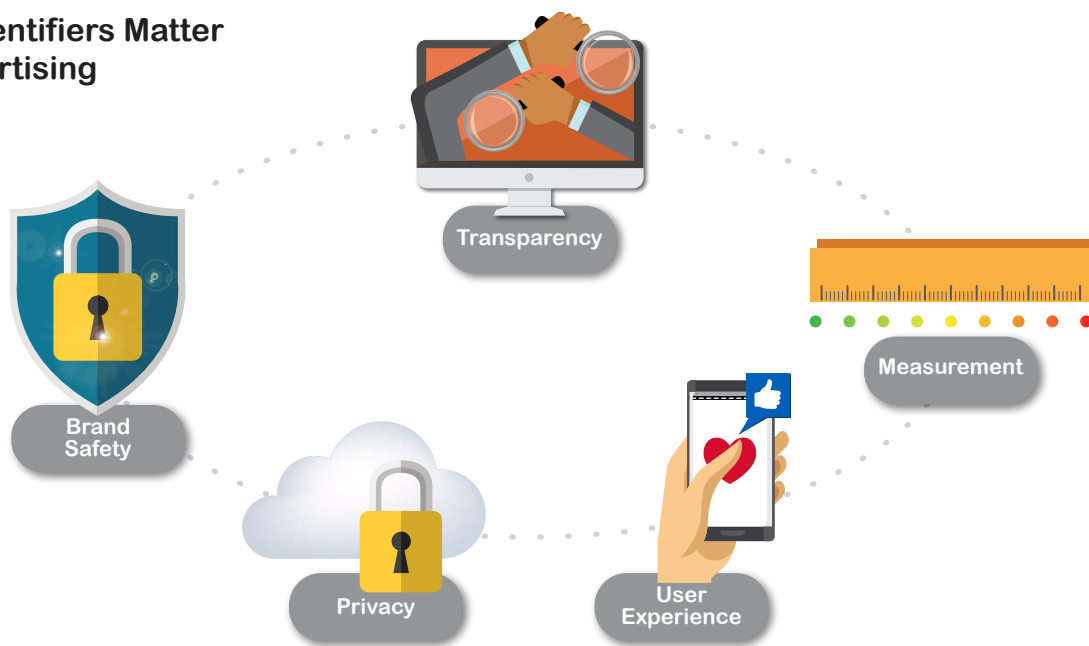 entifiers Matter
rtising
Transparency
Measurement
Brand
Safety
Privacy
User
Experience